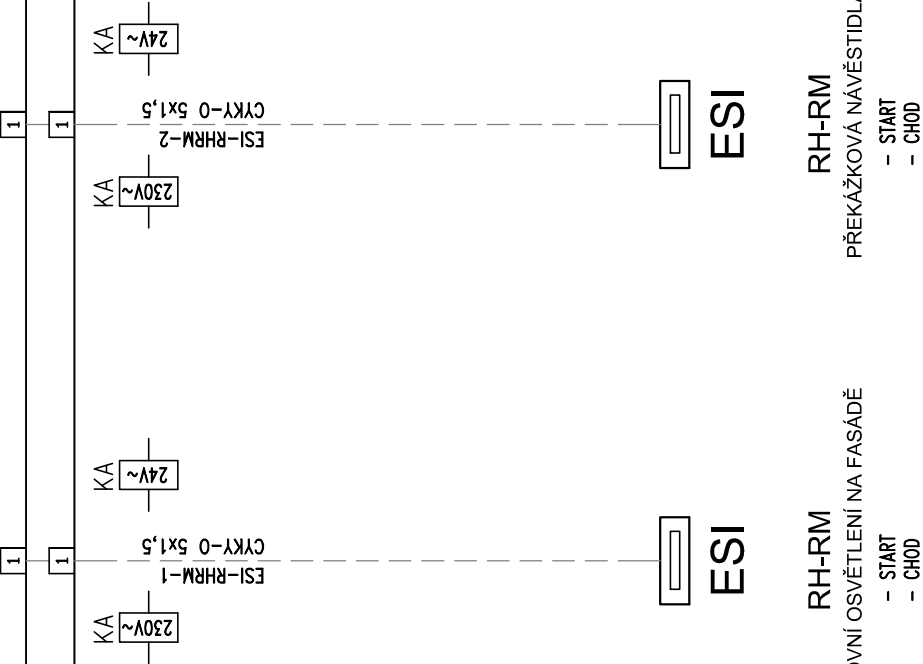 KA
24V~
1
1
CYKY-O 5x1,5
ESI-RHRM-2
KA
230V~
ESI
RH-RM
PŘEKÁŽKOVÁ NÁVĚSTIDLA
- START
- CHOD
KA
24V~
1
1
CYKY-O 5x1,5
ESI-RHRM-1
KA
230V~
ESI
RH-RM
OSVĚTLENÍ NA FASÁDĚ
- START
- CHOD